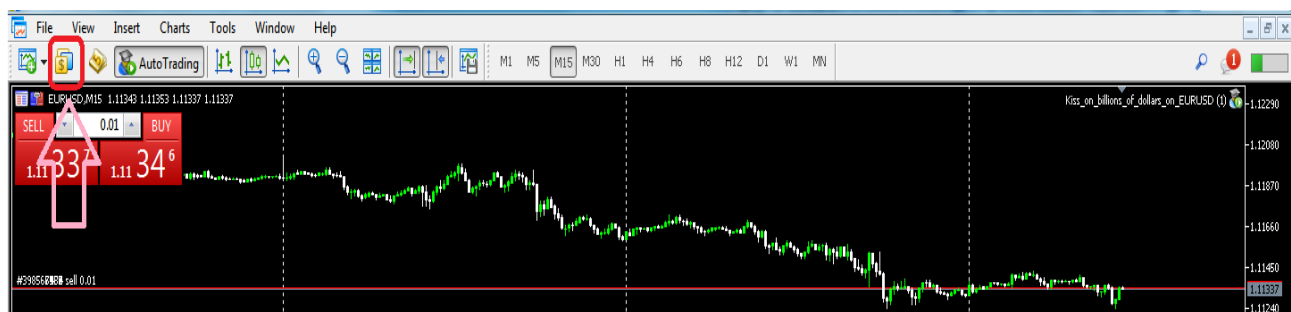 File View Insert Charts Tools Window Help
AutoTrading M1 M5 M15 M30 H1 H4 H6 H8 H12 D1 W1 MN 1
EURUSD,M15 1.11343 1.11353 1.11337 1.11337
Kiss_on_billions_of_dollars_on_EURUSD (1)
SELL 0.01 BUY
1.11 33 7 1.11 34 6
1.12290
1.12080
1.11870
1.11660
1.11450
sell 0.01
1.11337
1.11240